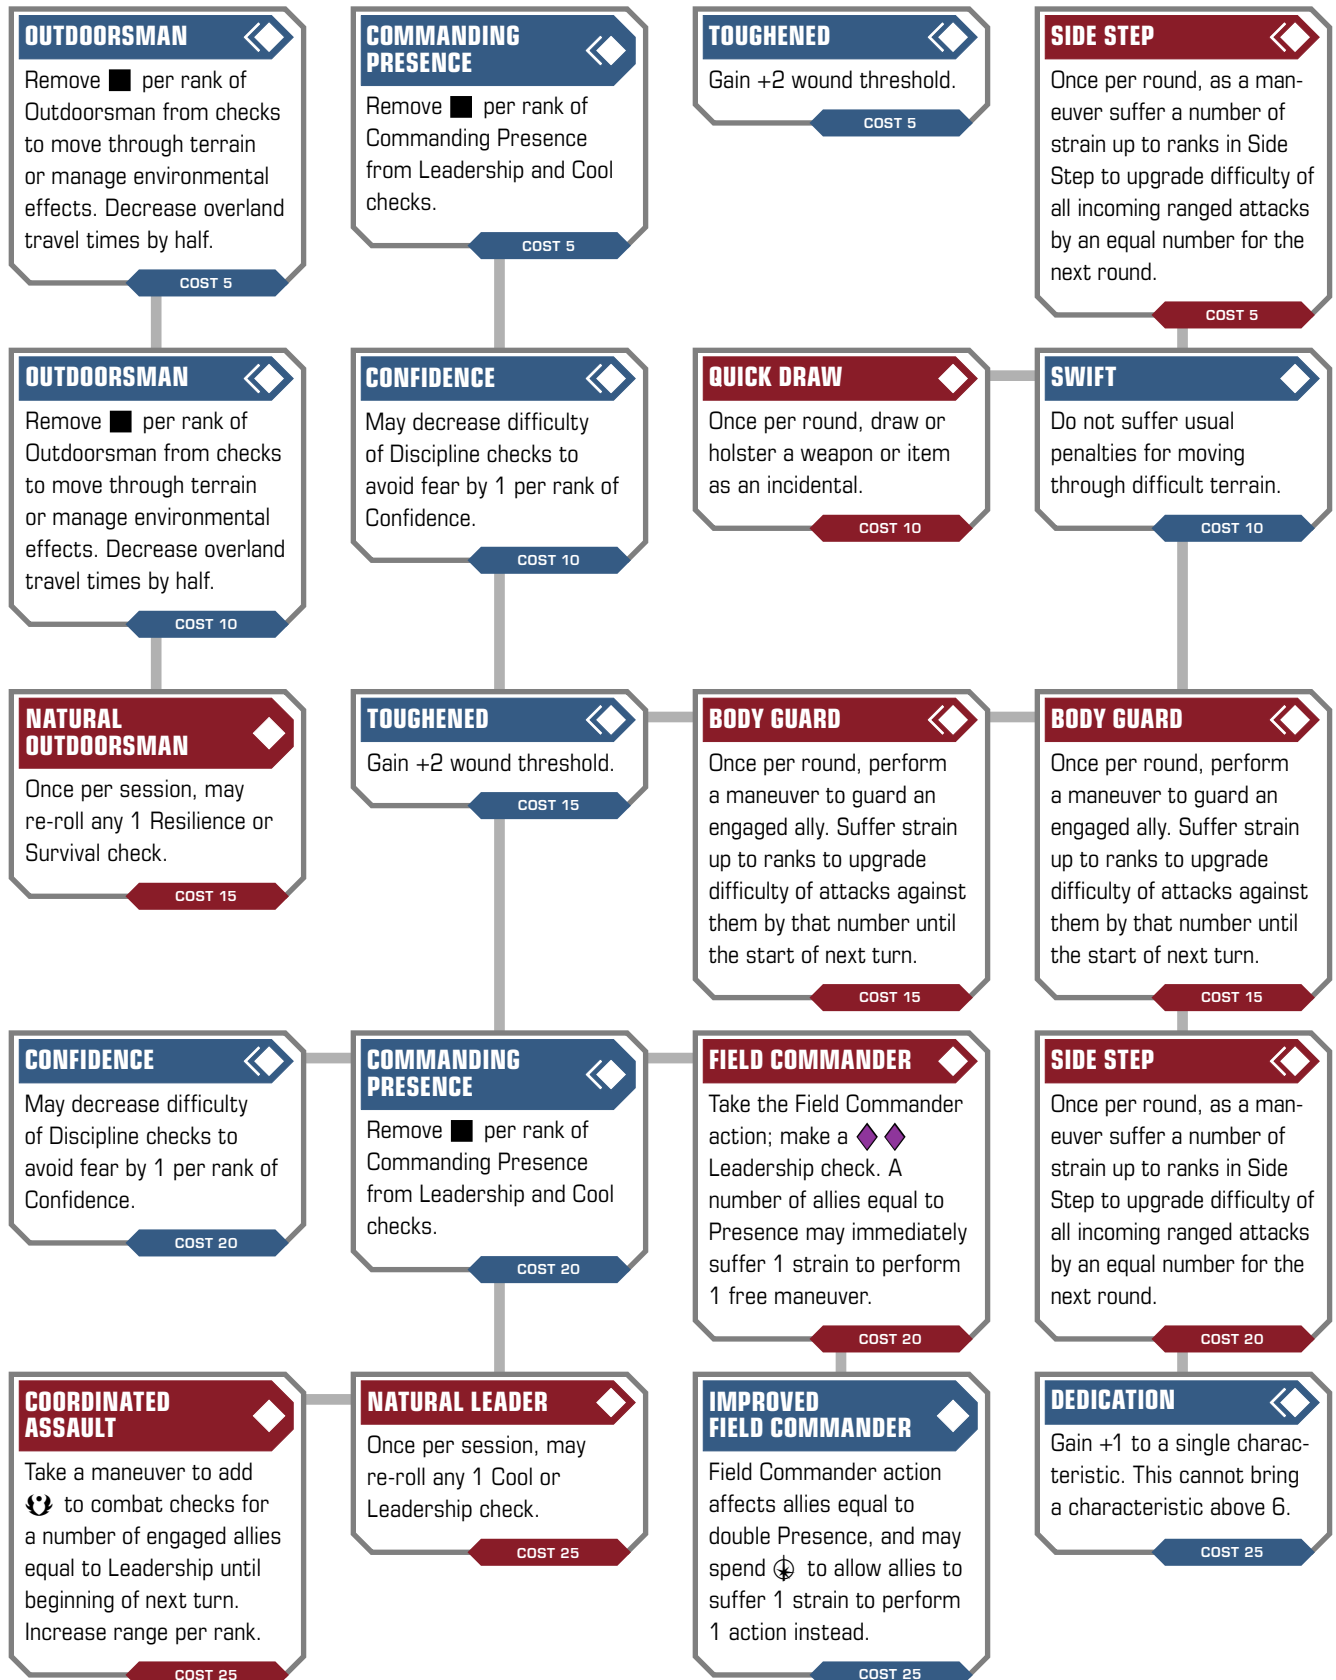 OUTDOORSMAN
Remove per rank of
Outdoorsman from checks
to move through terrain
or manage environmental
effects. Decrease overland
travel times by half.
COST 5
COMMANDING
PRESENCE
Remove per rank of
Commanding Presence
from Leadership and Cool
checks.
COST 5
TOUGHENED
Gain +2 wound threshold.
COST 5
SIDE STEP
Once per round, as a man-
euver suffer a number of
strain up to ranks in Side
Step to upgrade difficulty of
all incoming ranged attacks
by an equal number for the
next round.
COST 5
OUTDOORSMAN
Remove per rank of
Outdoorsman from checks
to move through terrain
or manage environmental
effects. Decrease overland
travel times by half.
COST 10
CONFIDENCE
May decrease difficulty
of Discipline checks to
avoid fear by 1 per rank of
Confidence.
COST 10
QUICK DRAW
Once per round, draw or
holster a weapon or item
as an incidental.
COST 10
SWIFT
Do not suffer usual
penalties for moving
through difficult terrain.
COST 10
NATURAL
OUTDOORSMAN
Once per session, may
re-roll any 1 Resilience or
Survival check.
COST 15
TOUGHENED
Gain +2 wound threshold.
COST 15
BODY GUARD
Once per round, perform
a maneuver to guard an
engaged ally. Suffer strain
up to ranks to upgrade
difficulty of attacks against
them by that number until
the start of next turn.
COST 15
BODY GUARD
Once per round, perform
a maneuver to guard an
engaged ally. Suffer strain
up to ranks to upgrade
difficulty of attacks against
them by that number until
the start of next turn.
COST 15
CONFIDENCE
May decrease difficulty
of Discipline checks to
avoid fear by 1 per rank of
Confidence.
COST 20
COMMANDING
PRESENCE
Remove per rank of
Commanding Presence
from Leadership and Cool
checks.
COST 20
FIELD COMMANDER
Take the Field Commander
action; make a
Leadership check. A
number of allies equal to
Presence may immediately
suffer 1 strain to perform
1 free maneuver.
COST 20
SIDE STEP
Once per round, as a man-
euver suffer a number of
strain up to ranks in Side
Step to upgrade difficulty of
all incoming ranged attacks
by an equal number for the
next round.
COST 20
COORDINATED
ASSAULT
Take a maneuver to add
to combat checks for
a number of engaged allies
equal to Leadership until
beginning of next turn.
Increase range per rank.
COST 25
NATURAL LEADER
Once per session, may
re-roll any 1 Cool or
Leadership check.
COST 25
IMPROVED
FIELD COMMANDER
Field Commander action
affects allies equal to
double Presence, and may
spend to allow allies to
suffer 1 strain to perform
1 action instead.
COST 25
DEDICATION
Gain +1 to a single charac-
teristic. This cannot bring
a characteristic above 6.
COST 25